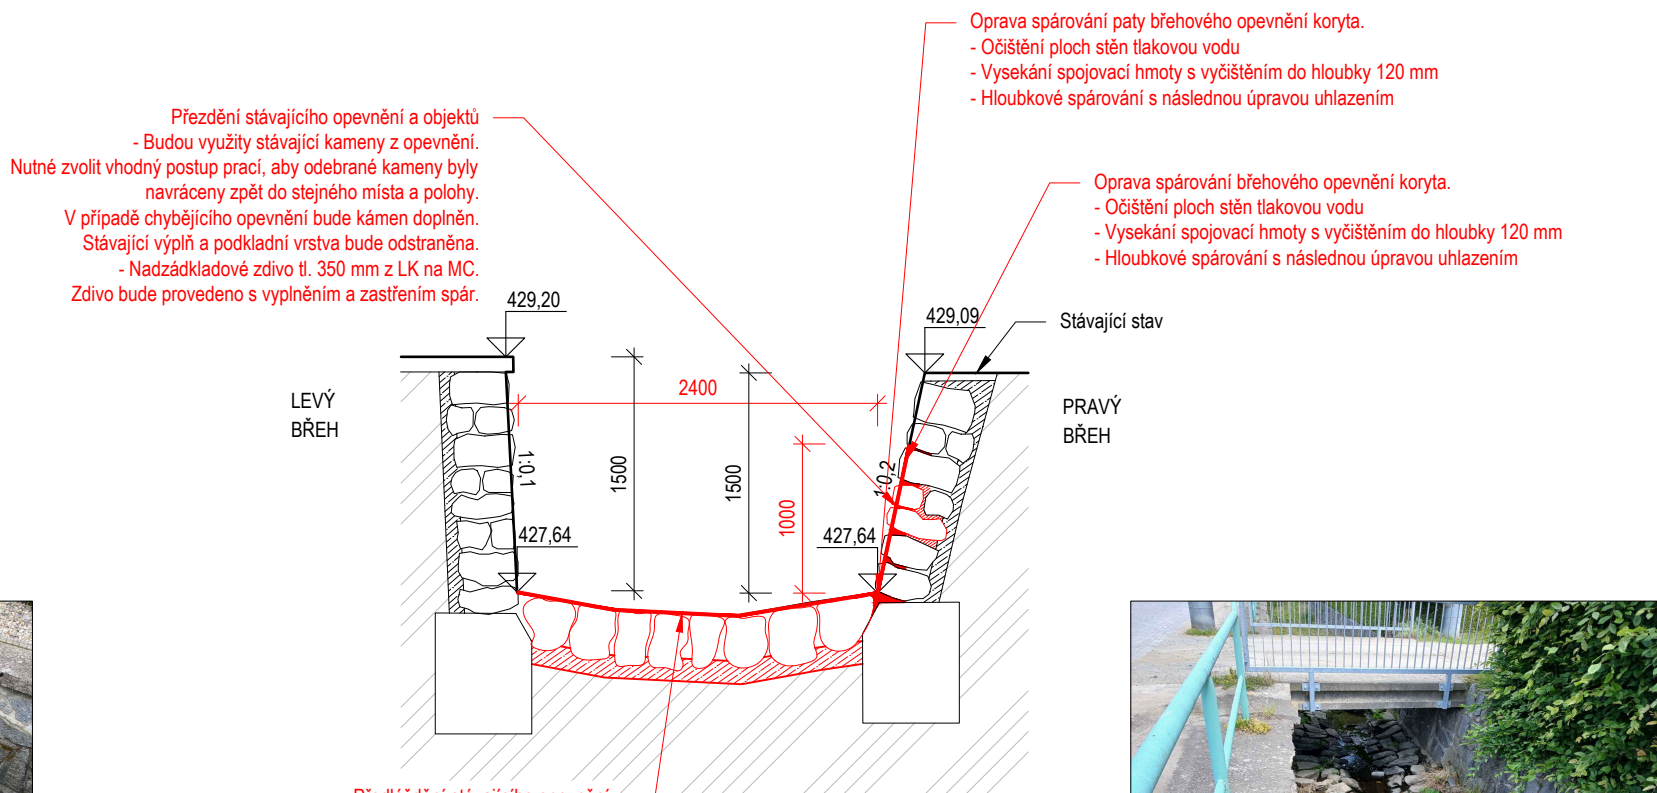 Oprava spárování paty břehového opevnění koryta.
- Očištění ploch stěn tlakovou vodu
- Vysekání spojovací hmoty s vyčištěním do hloubky 120 mm
- Hloubkové spárování s následnou úpravou uhlazením
Přezdění stávajícího opevnění a objektů
- Budou využity stávající kameny z opevnění.
Nutné zvolit vhodný postup prací, aby odebrané kameny byly
navráceny zpět do stejného místa a polohy.
V případě chybějícího opevnění bude kámen doplněn.
Stávající výplň a podkladní vrstva bude odstraněna.
- Nadzádkladové zdivo tl. 350 mm z LK na MC.
Zdivo bude provedeno s vyplněním a zastřením spár.
Oprava spárování břehového opevnění koryta.
- Očištění ploch stěn tlakovou vodu
- Vysekání spojovací hmoty s vyčištěním do hloubky 120 mm
- Hloubkové spárování s následnou úpravou uhlazením
429,20
429,09
Stávající stav
2400
LEVÝ
BŘEH
PRAVÝ
BŘEH
1:0,1
1500
1500
1000
1:0,2
427,64
427,64